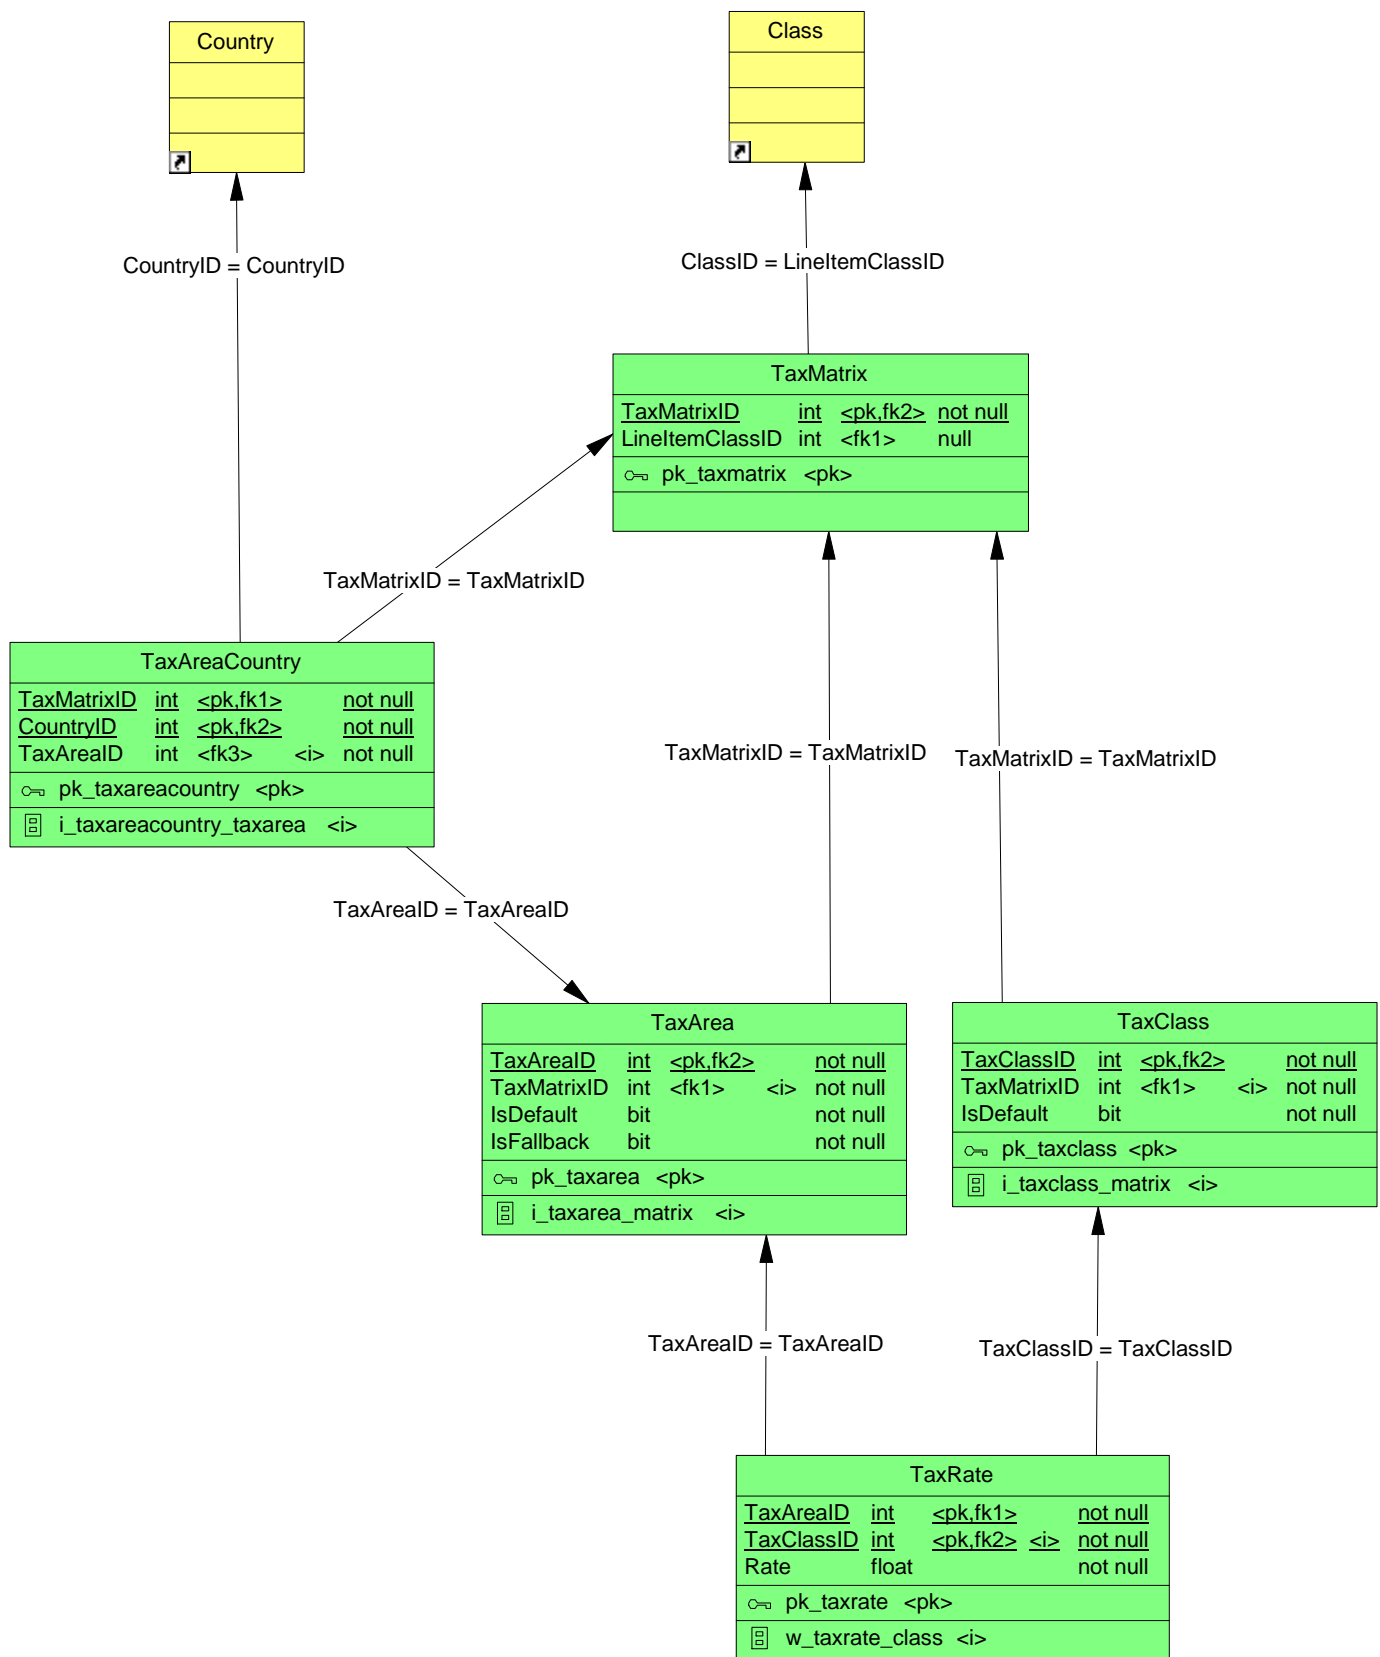 Country
Class
CountryID = CountryID
ClassID = LineItemClassID
TaxMatrix
TaxMatrixID int <pk,fk2> not null
LineItemClassID int <fk1> null
pk_taxmatrix <pk>
TaxMatrixID = TaxMatrixID
TaxAreaCountry
TaxMatrixID int <pk,fk1> not null
CountryID int <pk,fk2> not null
TaxAreaID int <fk3> <i> not null
pk_taxareacountry <pk>
i_taxareacountry_taxarea <i>
TaxMatrixID = TaxMatrixID
TaxMatrixID = TaxMatrixID
TaxAreaID = TaxAreaID
TaxArea
TaxAreaID int <pk,fk2> not null
TaxMatrixID int <fk1> <i> not null
IsDefault bit not null
IsFallback bit not null
pk_taxarea <pk>
i_taxarea_matrix <i>
TaxClass
TaxClassID int <pk,fk2> not null
TaxMatrixID int <fk1> <i> not null
IsDefault bit not null
pk_taxclass <pk>
i_taxclass_matrix <i>
TaxAreaID = TaxAreaID
TaxClassID = TaxClassID
TaxRate
TaxAreaID int <pk,fk1> not null
TaxClassID int <pk,fk2> <i> not null
Rate float not null
pk_taxrate <pk>
w_taxrate_class <i>